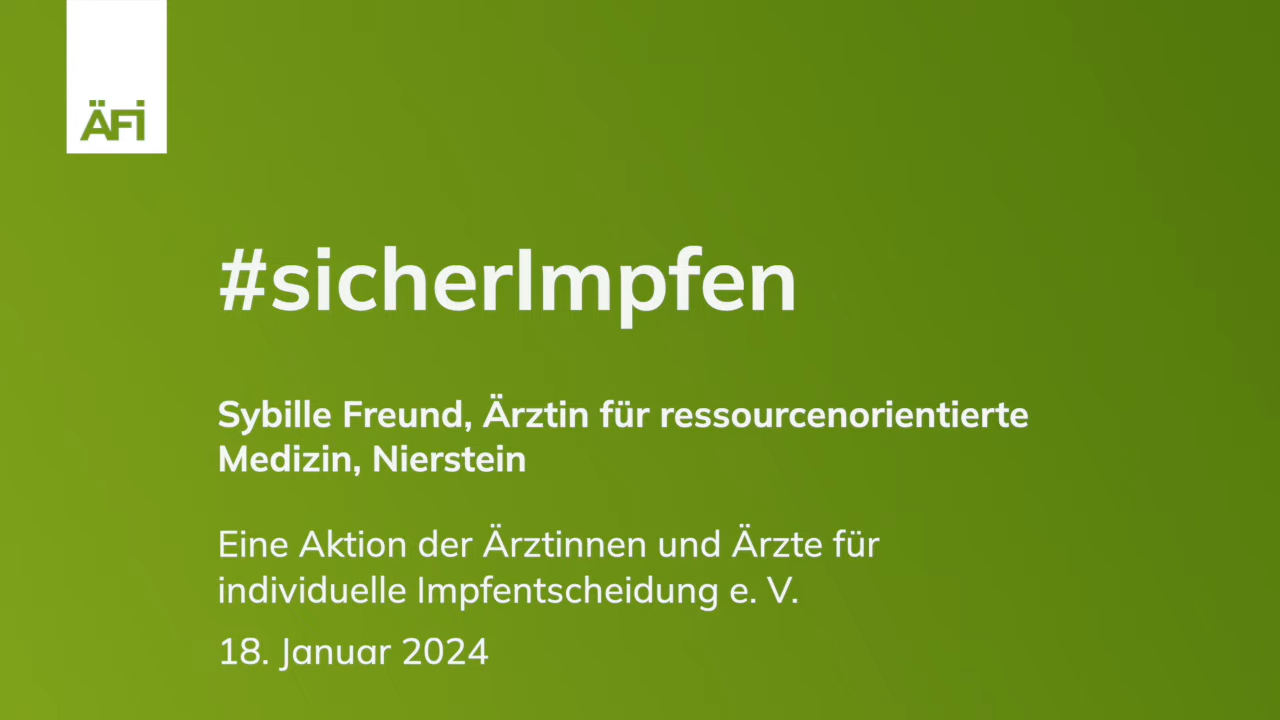 ÄFI
#sicherImpfen
Sybille Freund, Ärztin für ressourcenorientierte
Medizin, Nierstein
Eine Aktion der Ärztinnen und Ärzte für
individuelle Impfentscheidung e. V.
18. Januar 2024